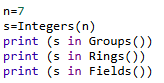 n=7
s=Integers(n)
print (s in Groups())
print (s in Rings())
print (s in Fields())